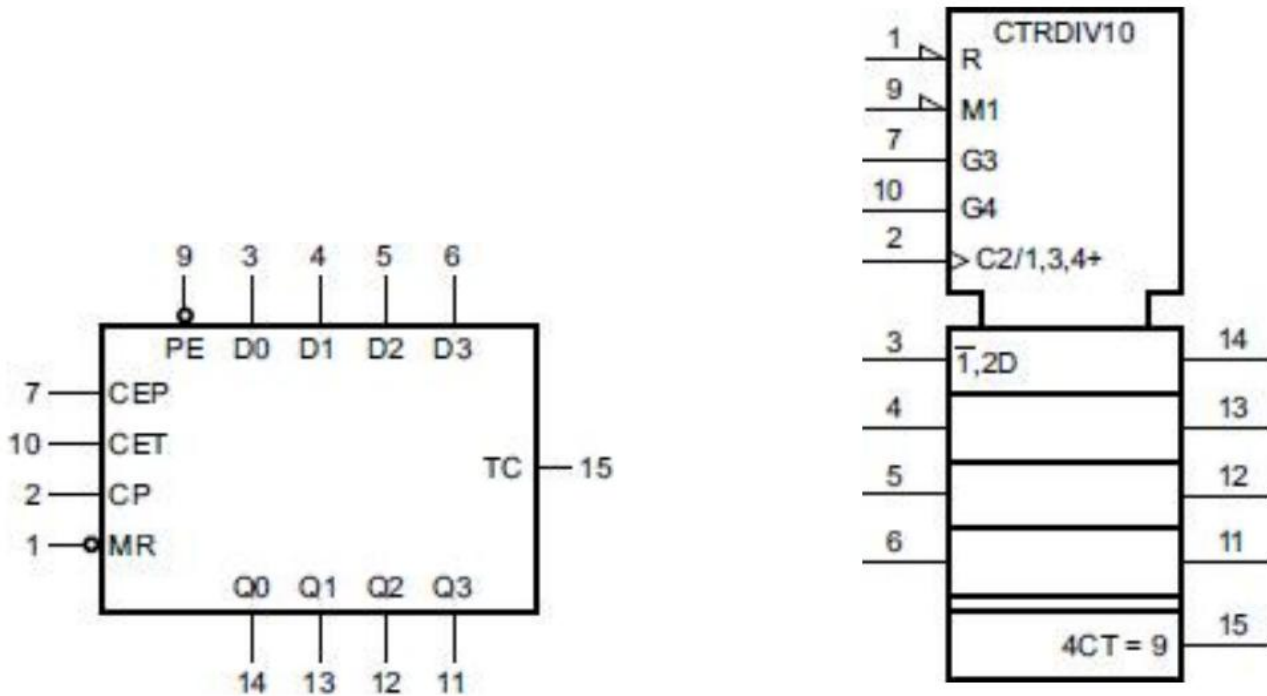 9 3 4 5 6
PE D0 D1 D2 D3
7 CEP
10 CET
TC 15
2 CP
1 MR
Q0 Q1 Q2 Q3
14 13 12 11
CTRDIV10
1 R
9 M1
7 G3
10 G4
2 C2/1,3,4+
3 1̅,2D 14
4 13
5 12
6 11
4CT = 9 15